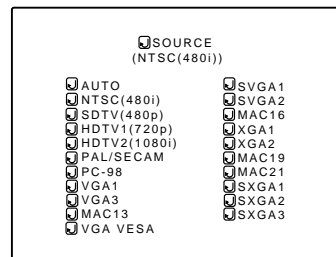 SOURCE
(NTSC(480i))
AUTO
NTSC(480i)
SDTV(480p)
HDTV1(720p)
HDTV2(1080i)
PAL/SECAM
PC-98
VGA1
VGA3
MAC13
VGA VESA
SVGA1
SVGA2
MAC16
XGA1
XGA2
MAC19
MAC21
SXGA1
SXGA2
SXGA3